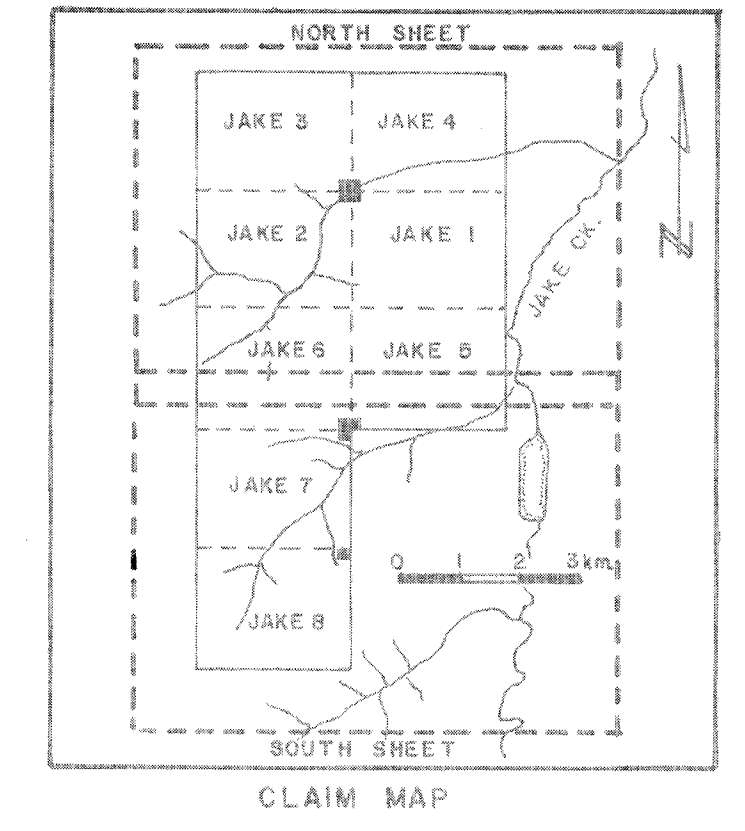 NORTH SHEET
JAKE 3
JAKE 4
JAKE 2
JAKE 1
JAKE CK.
JAKE 6
JAKE 5
JAKE 7
0 1 2 3 km.
JAKE 8
SOUTH SHEET
CLAIM MAP